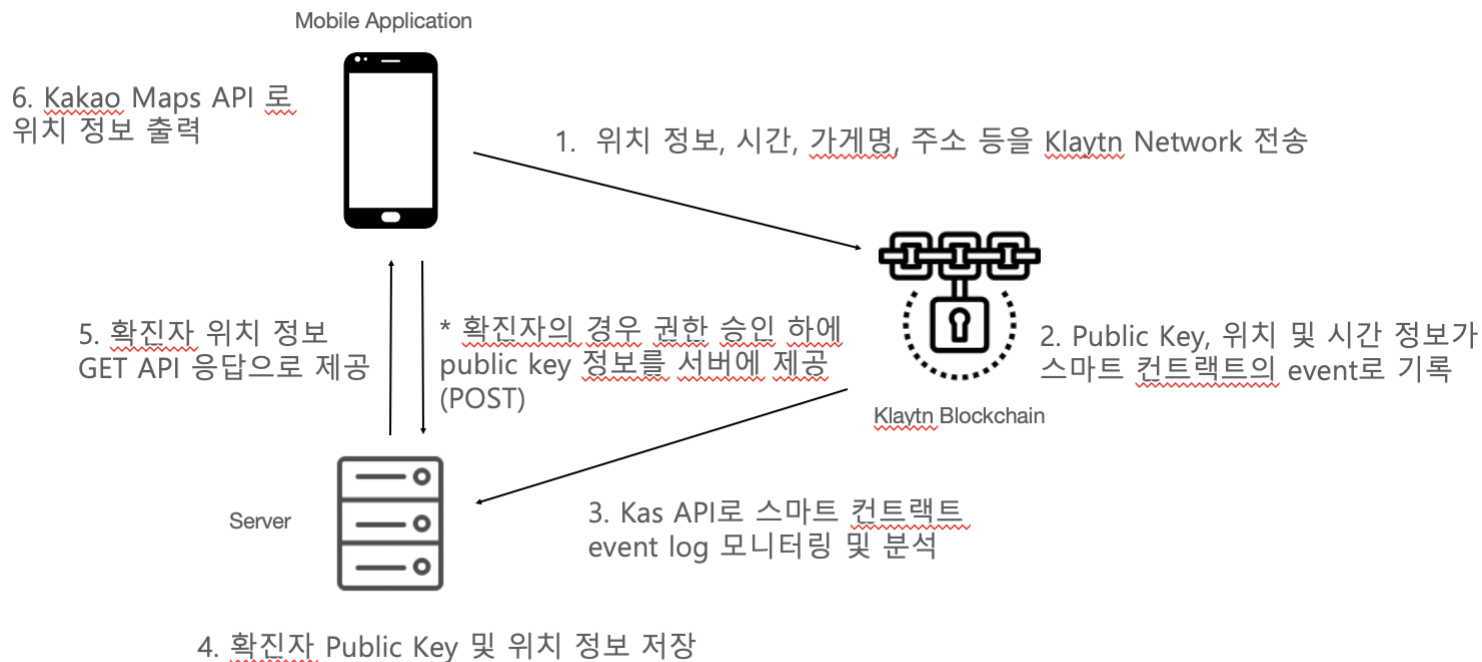 Mobile Application
6. Kakao Maps API 로
위치 정보 출력
1. 위치 정보, 시간, 가게명, 주소 등을 Klaytn Network 전송
5. 확진자 위치 정보
GET API 응답으로 제공
* 확진자의 경우 권한 승인 하에
public key 정보를 서버에 제공
(POST)
2. Public Key, 위치 및 시간 정보가
스마트 컨트랙트의 event로 기록
Klaytn Blockchain
Server
3. Kas API로 스마트 컨트랙트
event log 모니터링 및 분석
4. 확진자 Public Key 및 위치 정보 저장